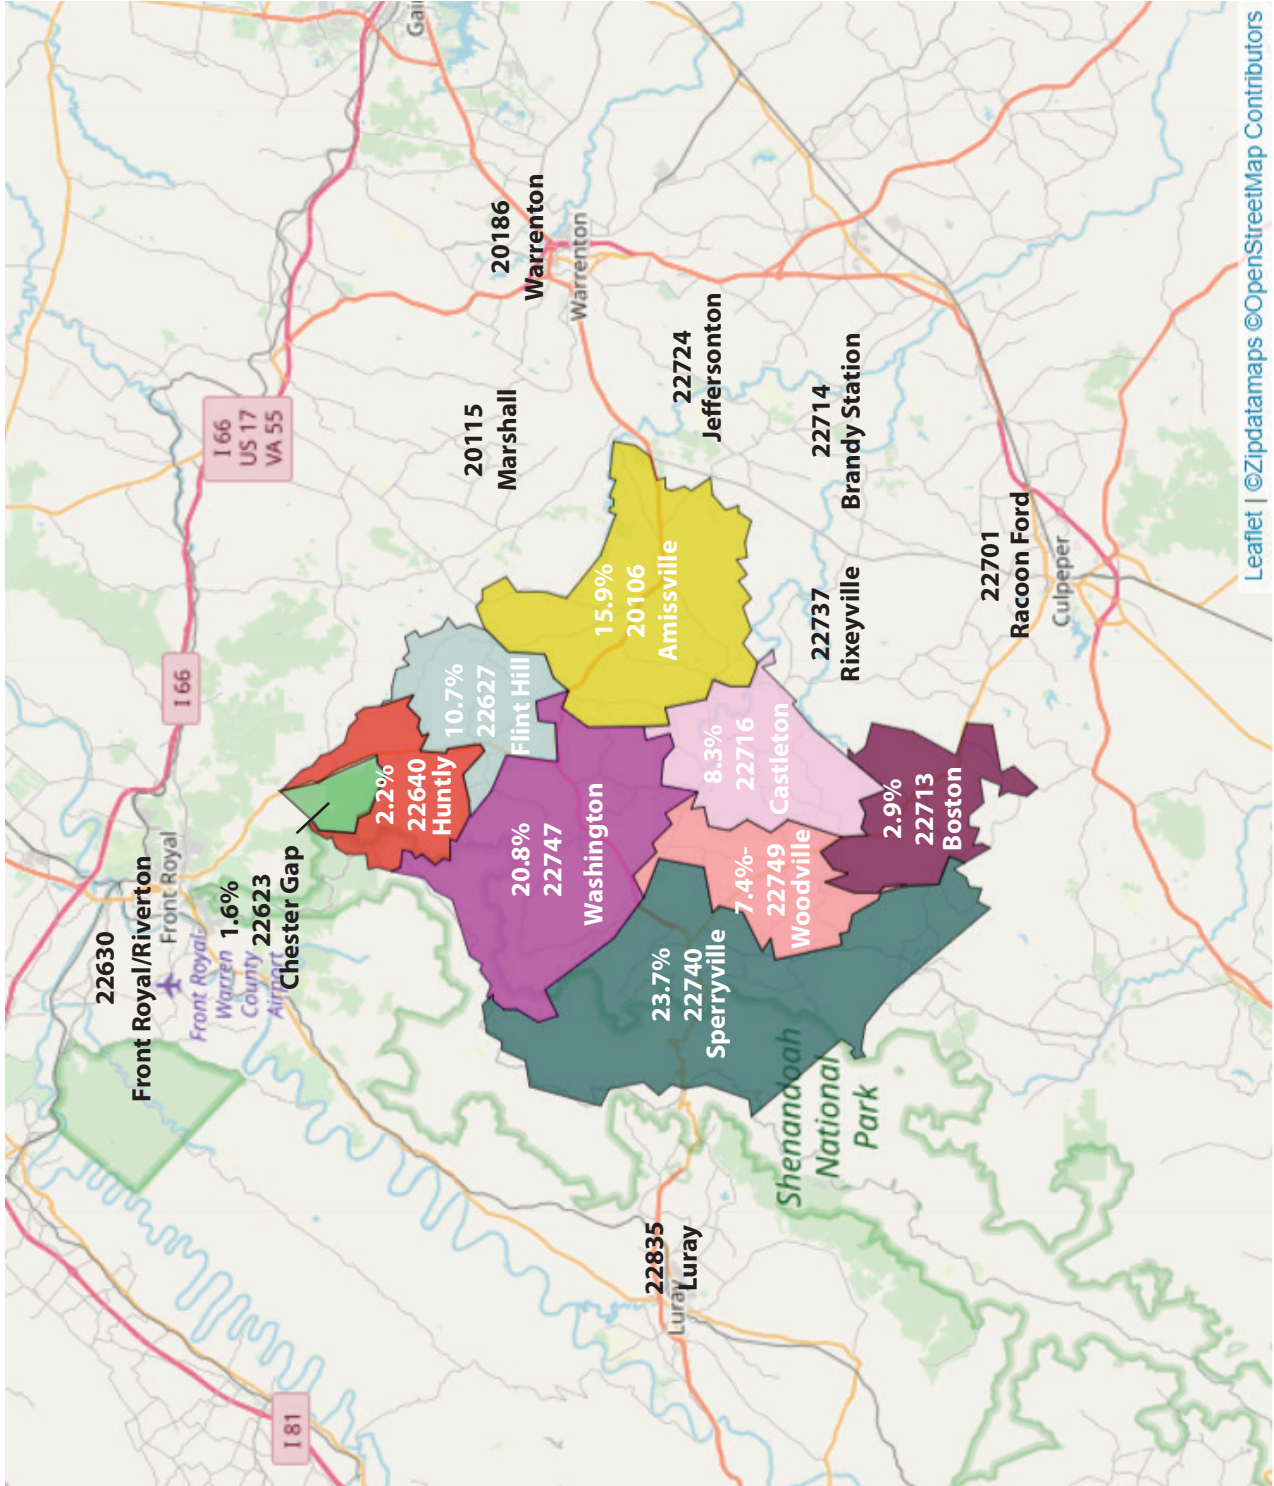 I 66
US 17
VA 55
I 66
I 81
22630
Front Royal/Riverton
Front Royal
Front Royal-
Warren
County
Airport
1.6%
22623
Chester Gap
2.2%
22640
Huntly
10.7%
22627
Flint Hill
20115
Marshall
20186
Warrenton
Warrenton
20.8%
22747
Washington
15.9%
20106
Amissville
22724
Jeffersonton
22835
Luray
Luray
23.7%
22740
Sperryville
7.4%-
22749
Woodville
8.3%
22716
Castleton
22737
Rixeyville
22714
Brandy Station
Shenandoah
National
Park
2.9%
22713
Boston
22701
Racoon Ford
Culpeper
Leaflet | ©Zipdatamaps ©OpenStreetMap Contributors